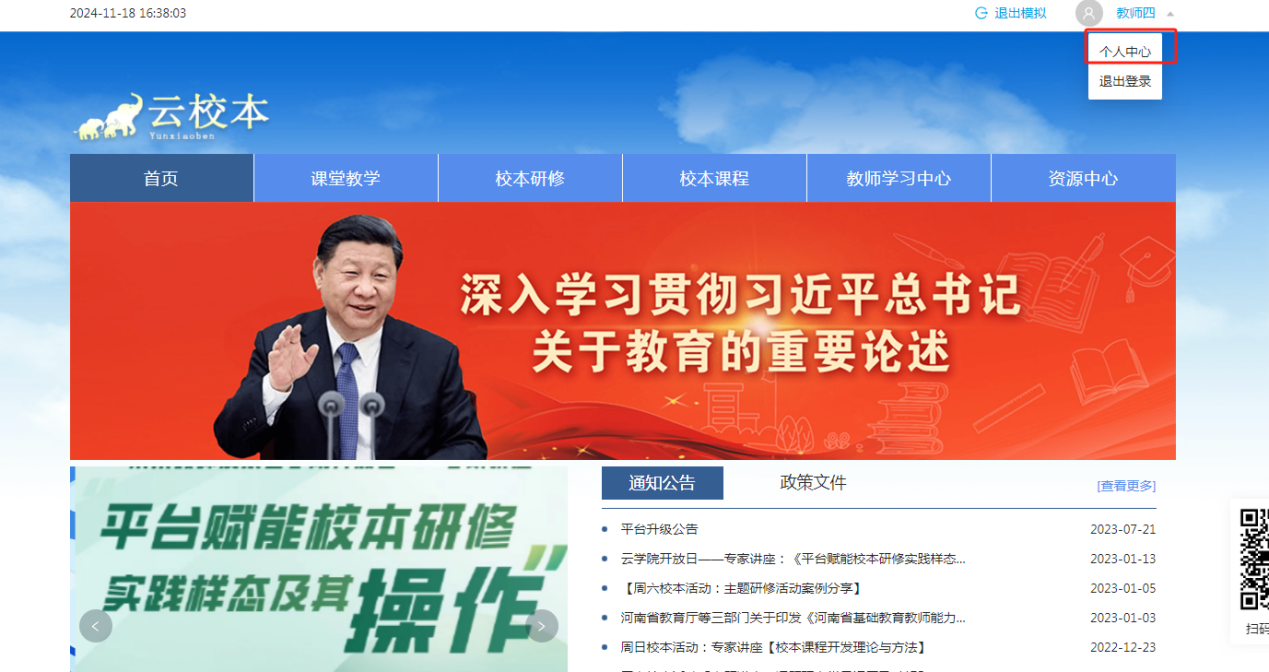 2024-11-18 16:38:03
退出模拟
教师四
个人中心
退出登录
云校本
Yunxiaoben
首页
课堂教学
校本研修
校本课程
教师学习中心
资源中心
深入学习贯彻习近平总书记
关于教育的重要论述
平台赋能校本研修
实践样态及其操作”
通知公告
政策文件
[查看更多]
平台升级公告
2023-07-21
云学院开放日——专家讲座：《平台赋能校本研修实践样态...
2023-01-13
【周六校本活动：主题研修活动案例分享】
2023-01-05
河南省教育厅等三部门关于印发《河南省基础教育教师能力...
2023-01-03
周日校本活动：专家讲座【校本课程开发理论与方法】
2022-12-23
扫码